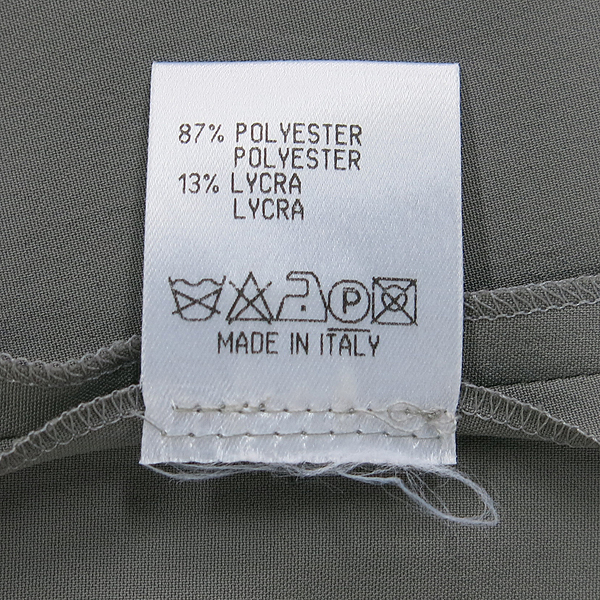 87% POLYESTER
POLYESTER
13% LYCRA
LYCRA
P
MADE IN ITALY